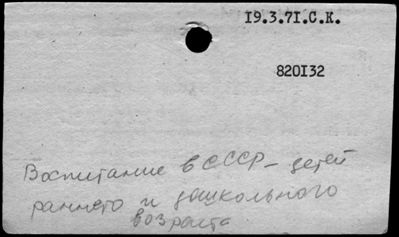 19.3.71.С.К.
820132
Воспитание в СССР – детей
раннего и дошкольного
возраста